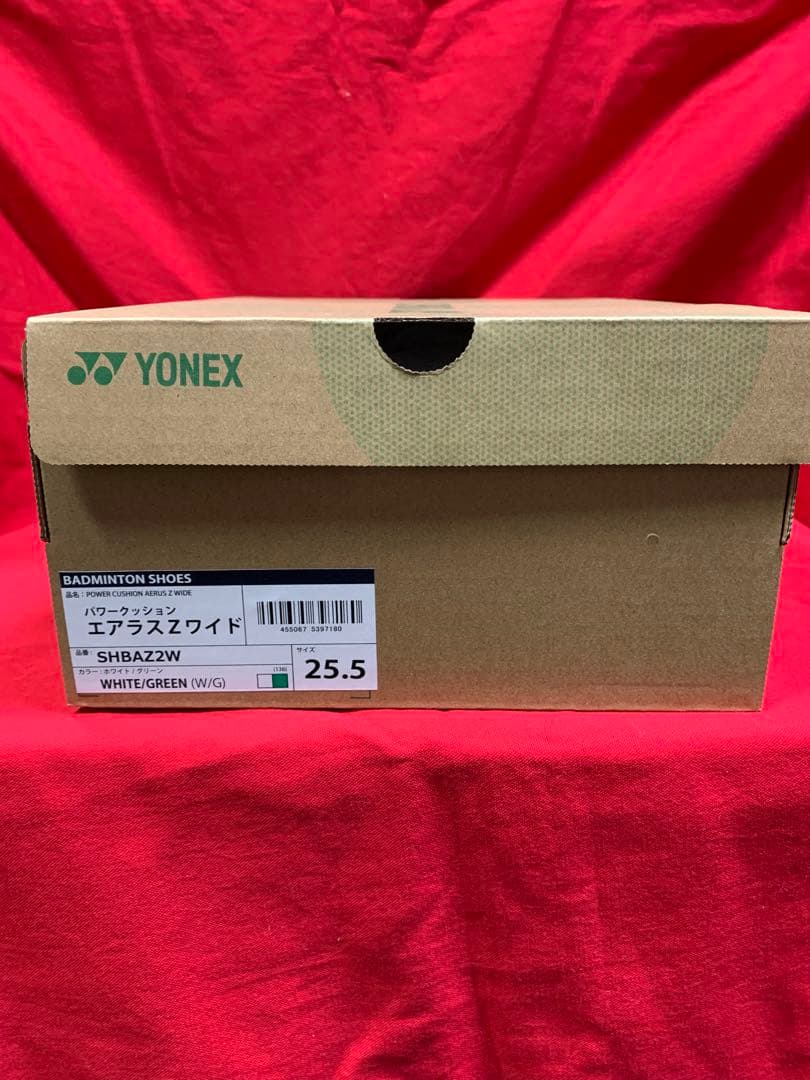 YONEX
BADMINTON SHOES
品名：POWER CUSHION AERUS Z WIDE
パワークッション
エアラスZワイド
455067 5397180
品番：SHBAZ2W
サイズ
25.5
カラー：ホワイト / グリーン
(136)
WHITE/GREEN (W/G)